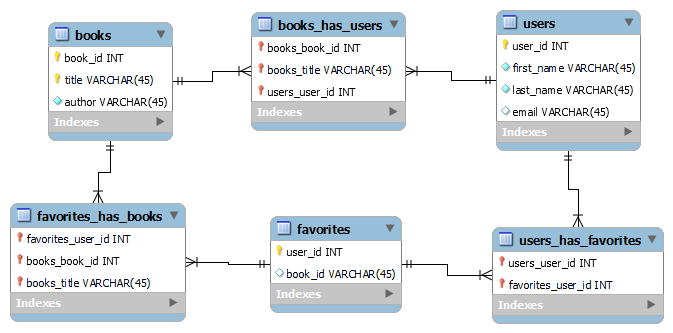 books
book_id INT
title VARCHAR(45)
author VARCHAR(45)
Indexes
books_has_users
books_book_id INT
books_title VARCHAR(45)
users_user_id INT
Indexes
users
user_id INT
first_name VARCHAR(45)
last_name VARCHAR(45)
email VARCHAR(45)
Indexes
favorites_has_books
favorites_user_id INT
books_book_id INT
books_title VARCHAR(45)
Indexes
favorites
user_id INT
book_id VARCHAR(45)
Indexes
users_has_favorites
users_user_id INT
favorites_user_id INT
Indexes